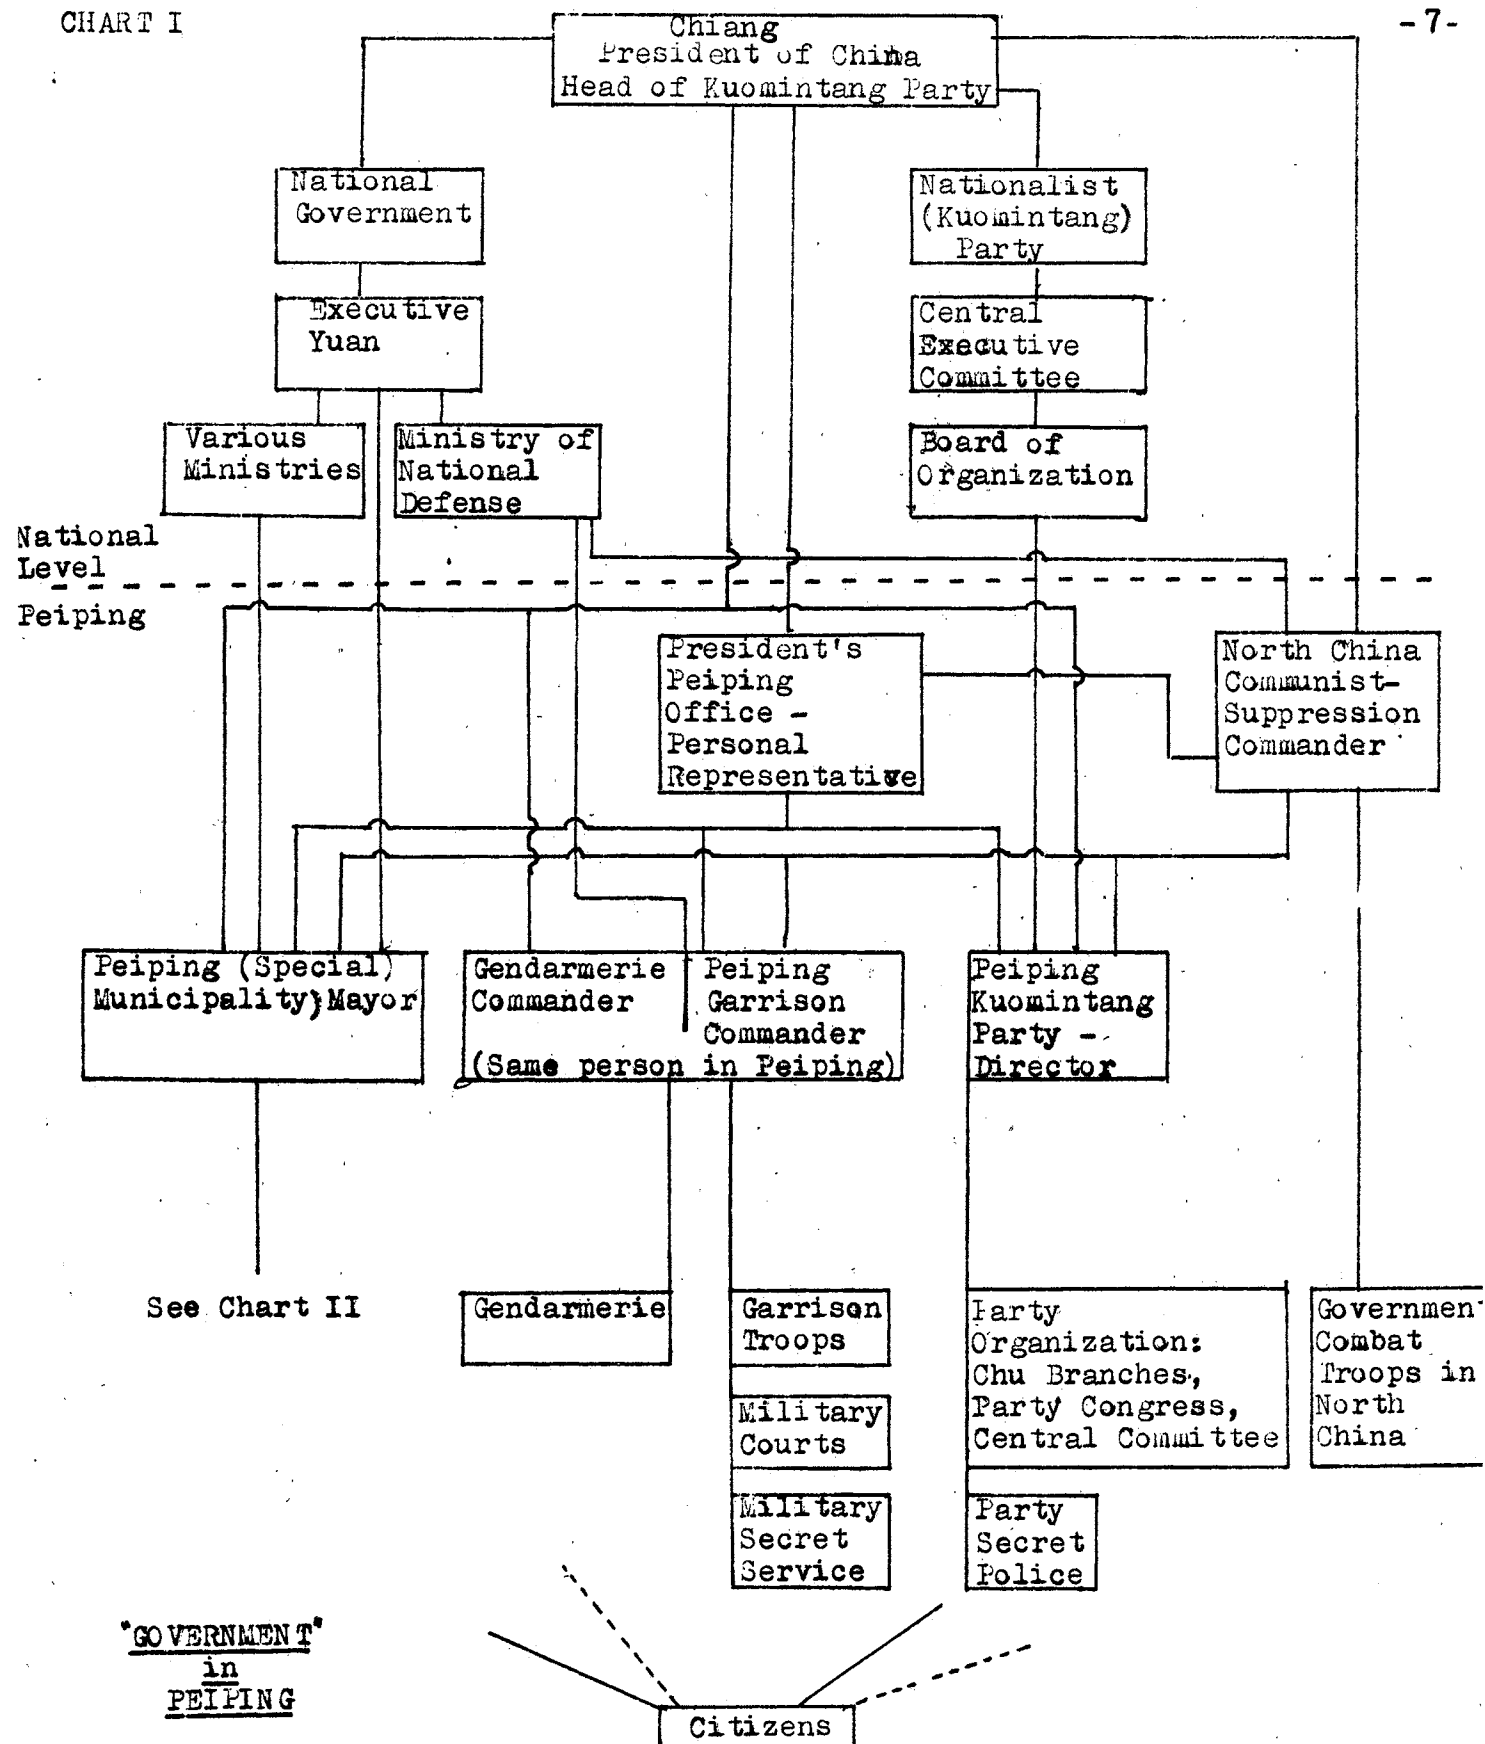 CHART I
-7-
Chiang
President of China
Head of Kuomintang Party
National
Government
Nationalist
(Kuomintang)
Party
Executive
Yuan
Central
Executive
Committee
Various
Ministries
Ministry of
National
Defense
Board of
Organization
National
Level
Peiping
President's
Peiping
Office -
Personal
Representative
North China
Communist-
Suppression
Commander
Peiping (Special)
Municipality) Mayor
Gendarmerie
Commander
Peiping
Garrison
Commander
(Same person in Peiping)
Peiping
Kuomintang
Party -
Director
See Chart II
Gendarmerie
Garrison
Troops
Military
Courts
Military
Secret
Service
Party
Organization:
Chu Branches,
Party Congress,
Central Committee
Party
Secret
Police
Governmen
Combat
Troops in
North
China
"GOVERNMENT"
in
PEIPING
Citizens